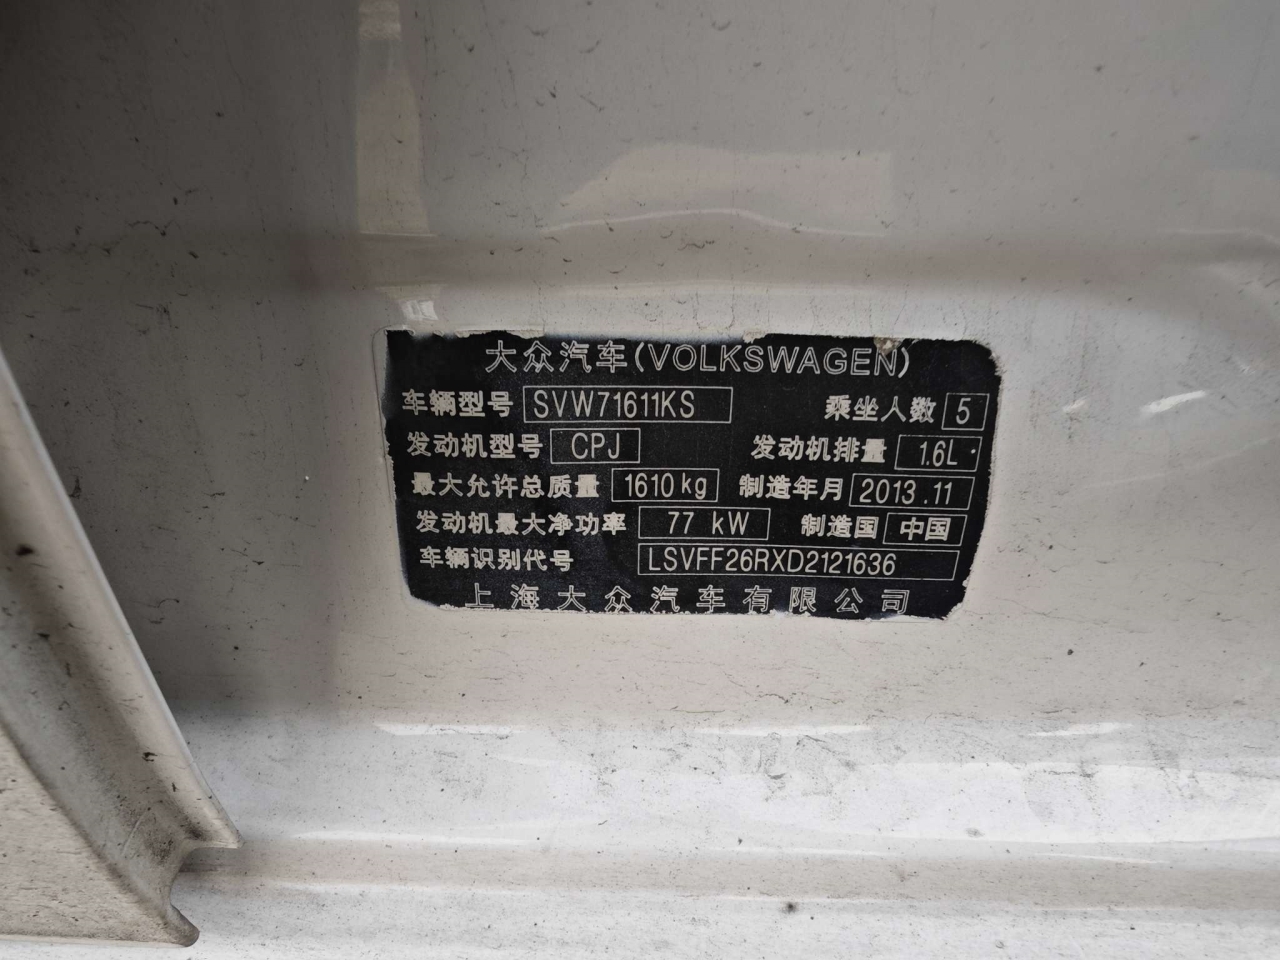 大众汽车(VOLKSWAGEN)
车辆型号 SVW71611KS 乘坐人数 5
发动机型号 CPJ 发动机排量 1.6L
最大允许总质量 1610 kg 制造年月 2013.11
发动机最大净功率 77 kW 制造国 中国
车辆识别代号 LSVFF26RXD2121636
上海大众汽车有限公司